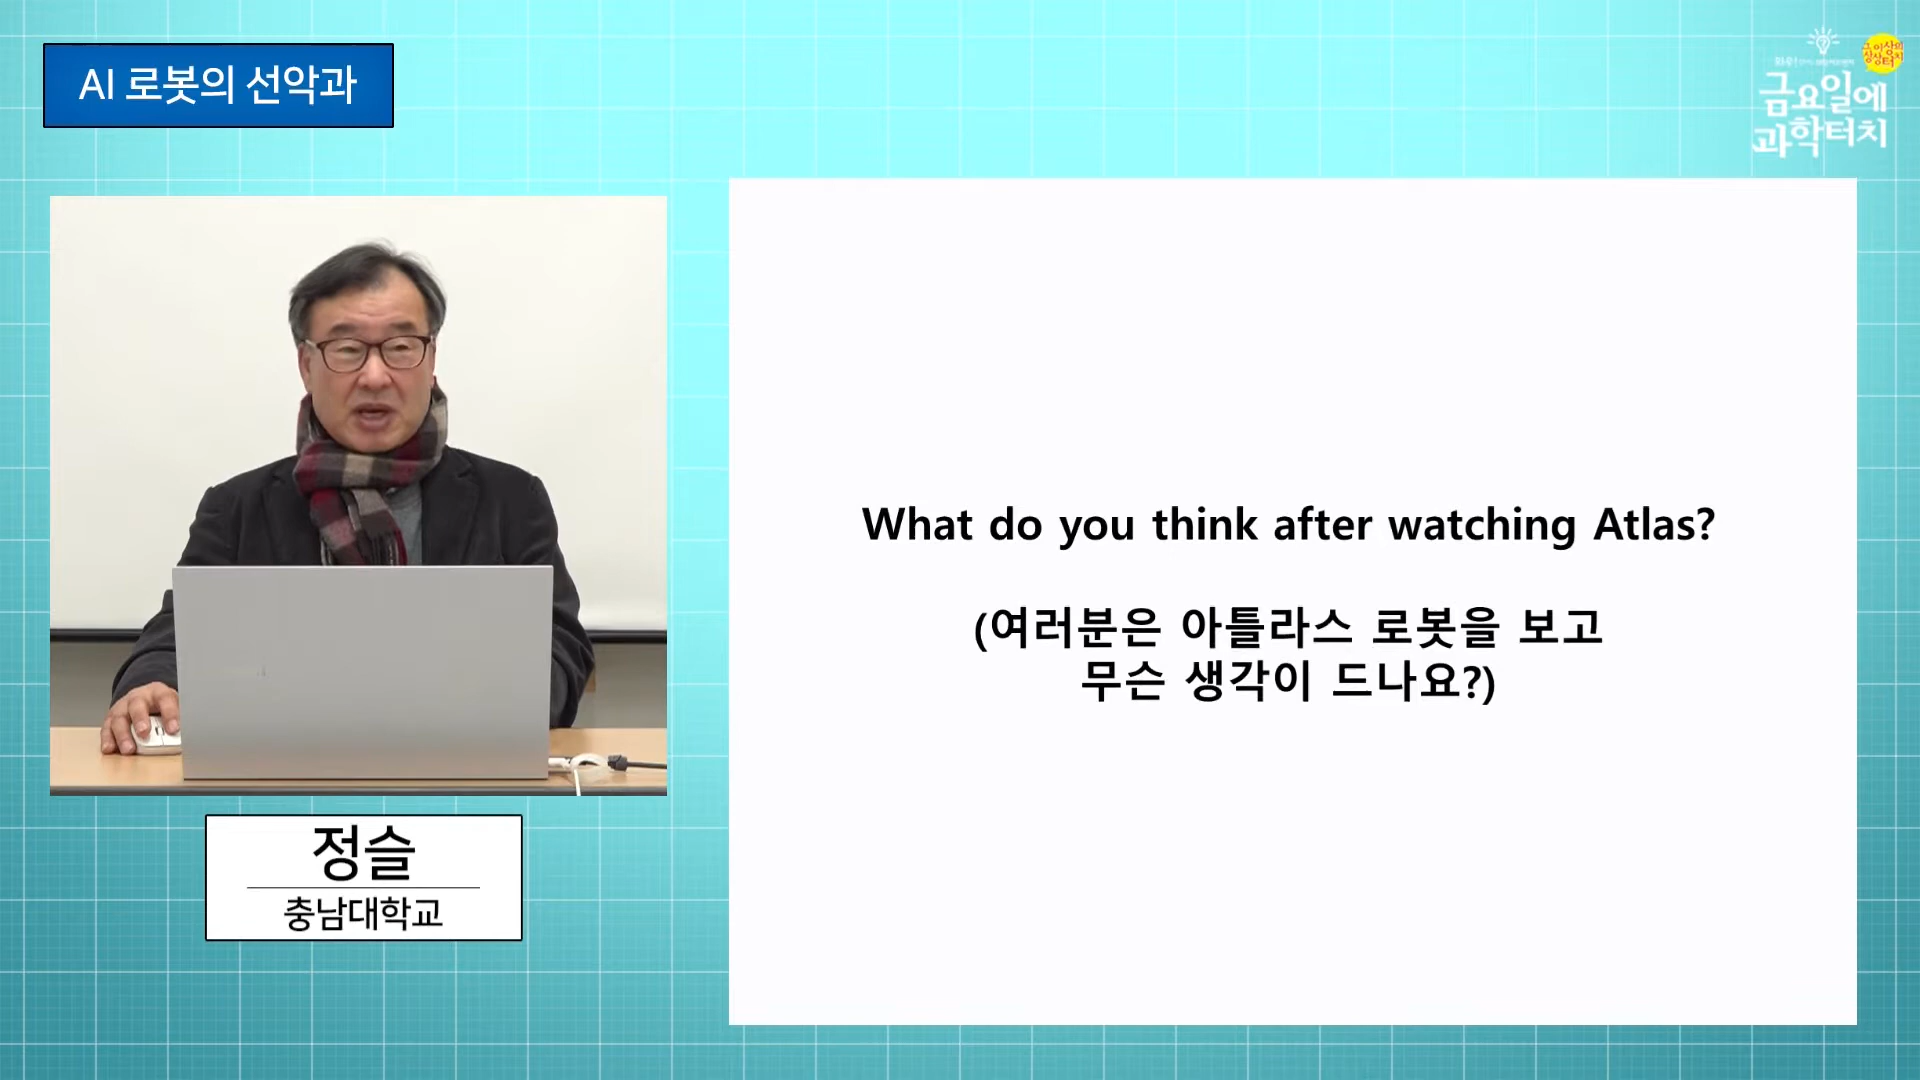 AI 로봇의 선악과
금요일에
과학터치
What do you think after watching Atlas?
(여러분은 아틀라스 로봇을 보고
무슨 생각이 드나요?)
정슬
충남대학교